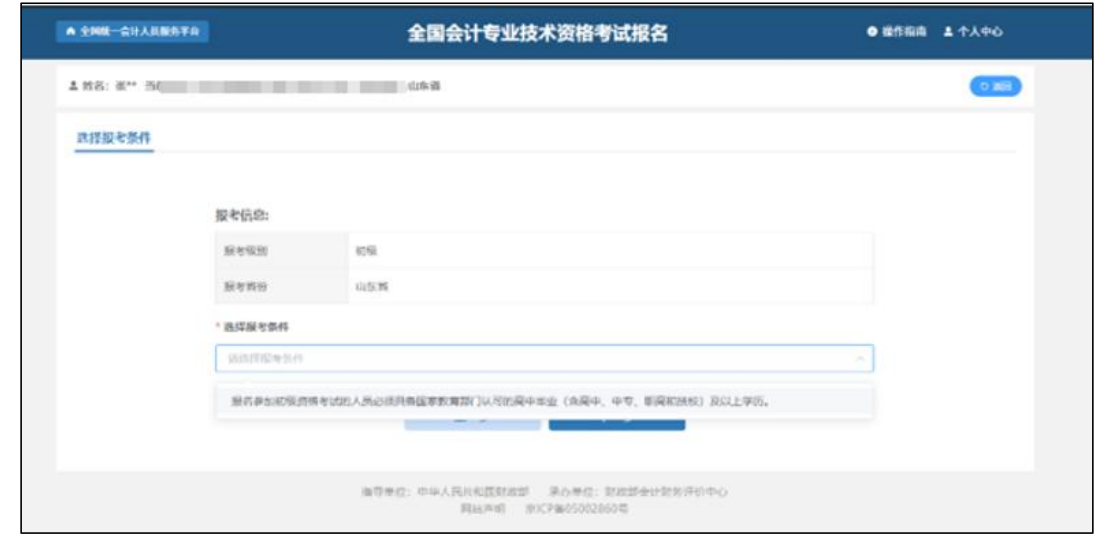 全国统一会计人员服务平台
全国会计专业技术资格考试报名
操作指南 个人中心
姓名：张** 当 山东省
返回
选择报考条件
报考信息:
报考级别 初级
报考省份 山东省
* 选择报考条件
请选择报考条件
报名参加初级资格考试的人员必须具备国家教育部门认可的高中毕业（含高中、中专、职高和技校）及以上学历。
指导单位：中华人民共和国财政部 承办单位：财政部会计财务评价中心
网站声明 京ICP备05002860号